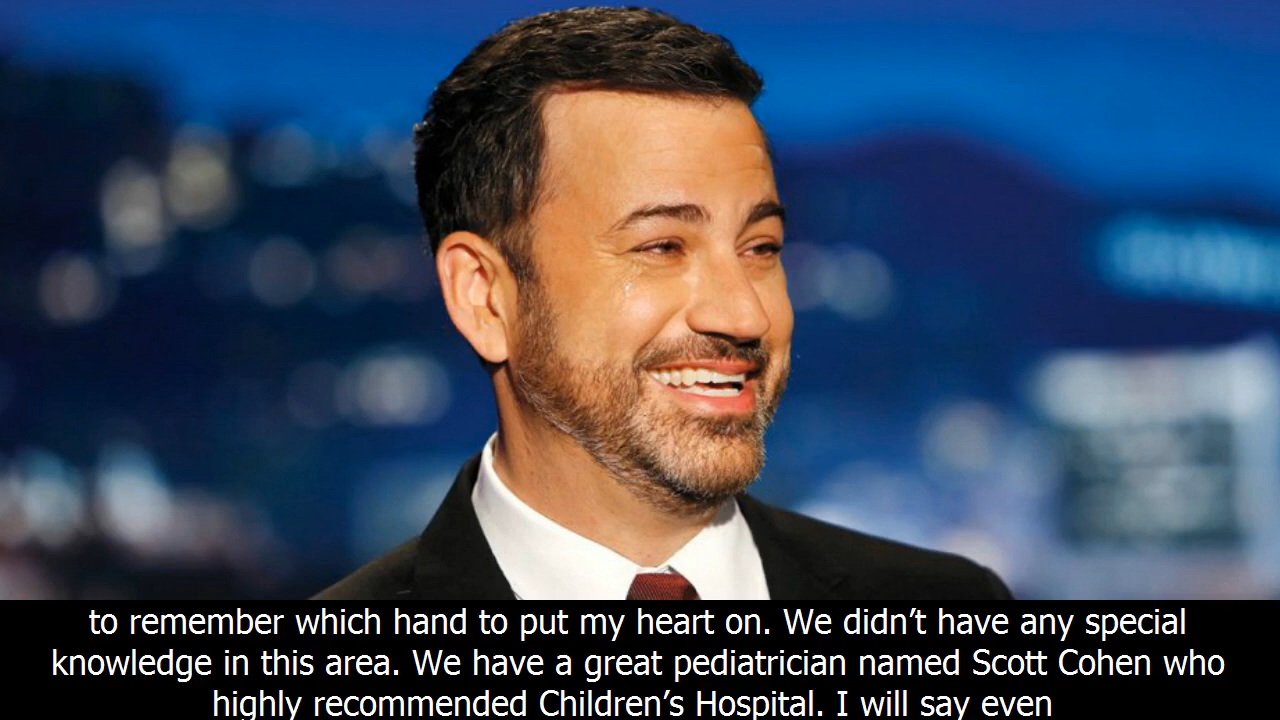 to remember which hand to put my heart on. We didn’t have any special
knowledge in this area. We have a great pediatrician named Scott Cohen who
highly recommended Children’s Hospital. I will say even